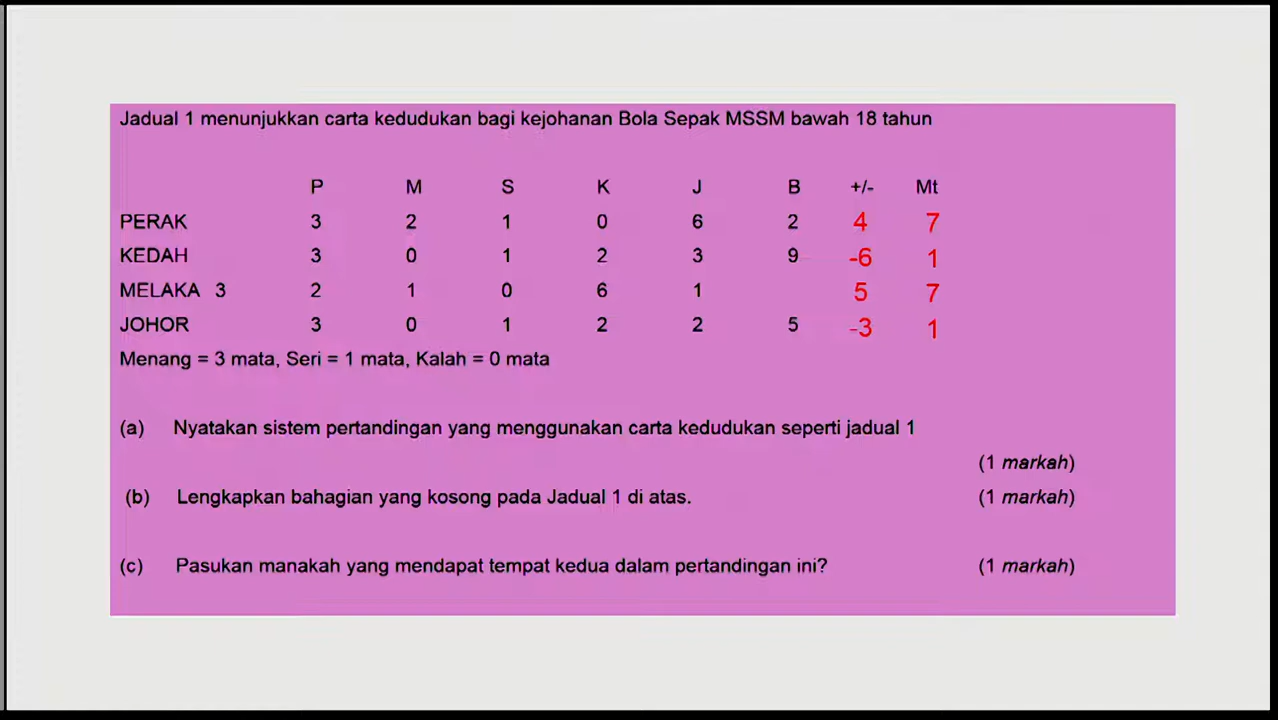 Jadual 1 menunjukkan carta kedudukan bagi kejohanan Bola Sepak MSSM bawah 18 tahun
P M S K J B +/- Mt
PERAK 3 2 1 0 6 2 4 7
KEDAH 3 0 1 2 3 9 -6 1
MELAKA 3 2 1 0 6 1 5 7
JOHOR 3 0 1 2 2 5 -3 1
Menang = 3 mata, Seri = 1 mata, Kalah = 0 mata
(a) Nyatakan sistem pertandingan yang menggunakan carta kedudukan seperti jadual 1
(1 markah)
(b) Lengkapkan bahagian yang kosong pada Jadual 1 di atas. (1 markah)
(c) Pasukan manakah yang mendapat tempat kedua dalam pertandingan ini? (1 markah)